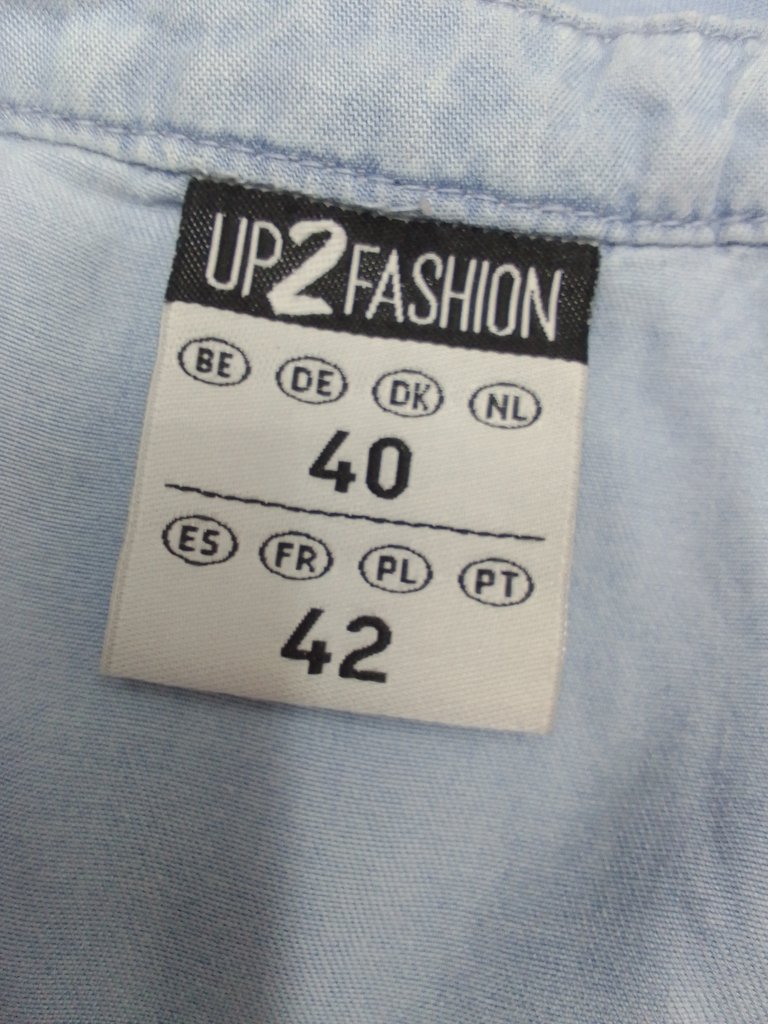 UP2FASHION
BE DE DK NL
40
ES FR PL PT
42